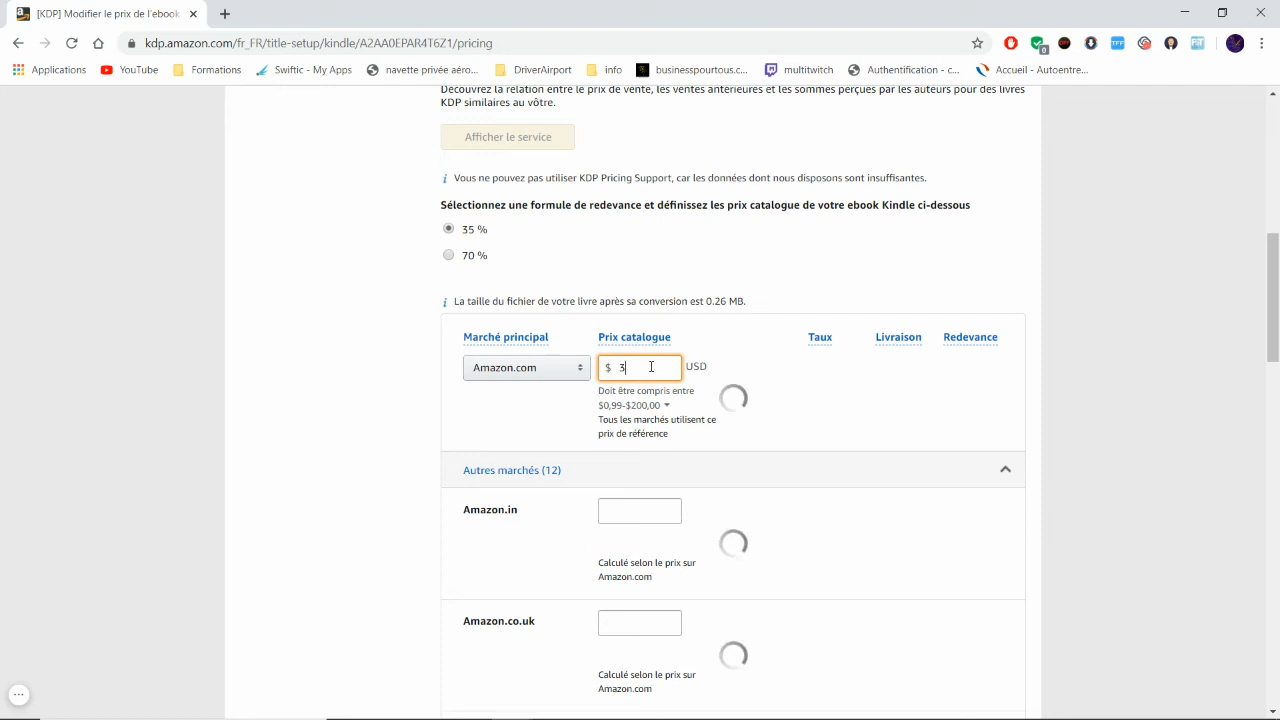 [KDP] Modifier le prix de l'ebook
kdp.amazon.com/fr_FR/title-setup/kindle/A2AA0EPAR4T6Z1/pricing
0
OFF
TFF
Applications
YouTube
Formations
Swiftic - My Apps
navette privée aéro...
DriverAirport
info
businesspourtous.c...
multitwitch
Authentification - c...
Accueil - Autoentre...
Découvrez la relation entre le prix de vente, les ventes antérieures et les sommes perçues par les auteurs pour des livres
KDP similaires au vôtre.
Afficher le service
Vous ne pouvez pas utiliser KDP Pricing Support, car les données dont nous disposons sont insuffisantes.
Sélectionnez une formule de redevance et définissez les prix catalogue de votre ebook Kindle ci-dessous
35 %
70 %
La taille du fichier de votre livre après sa conversion est 0.26 MB.
Marché principal
Prix catalogue
Taux
Livraison
Redevance
Amazon.com
$ 3
USD
Doit être compris entre
$0,99-$200,00
Tous les marchés utilisent ce
prix de référence
Autres marchés (12)
Amazon.in
Calculé selon le prix sur
Amazon.com
Amazon.co.uk
Calculé selon le prix sur
Amazon.com